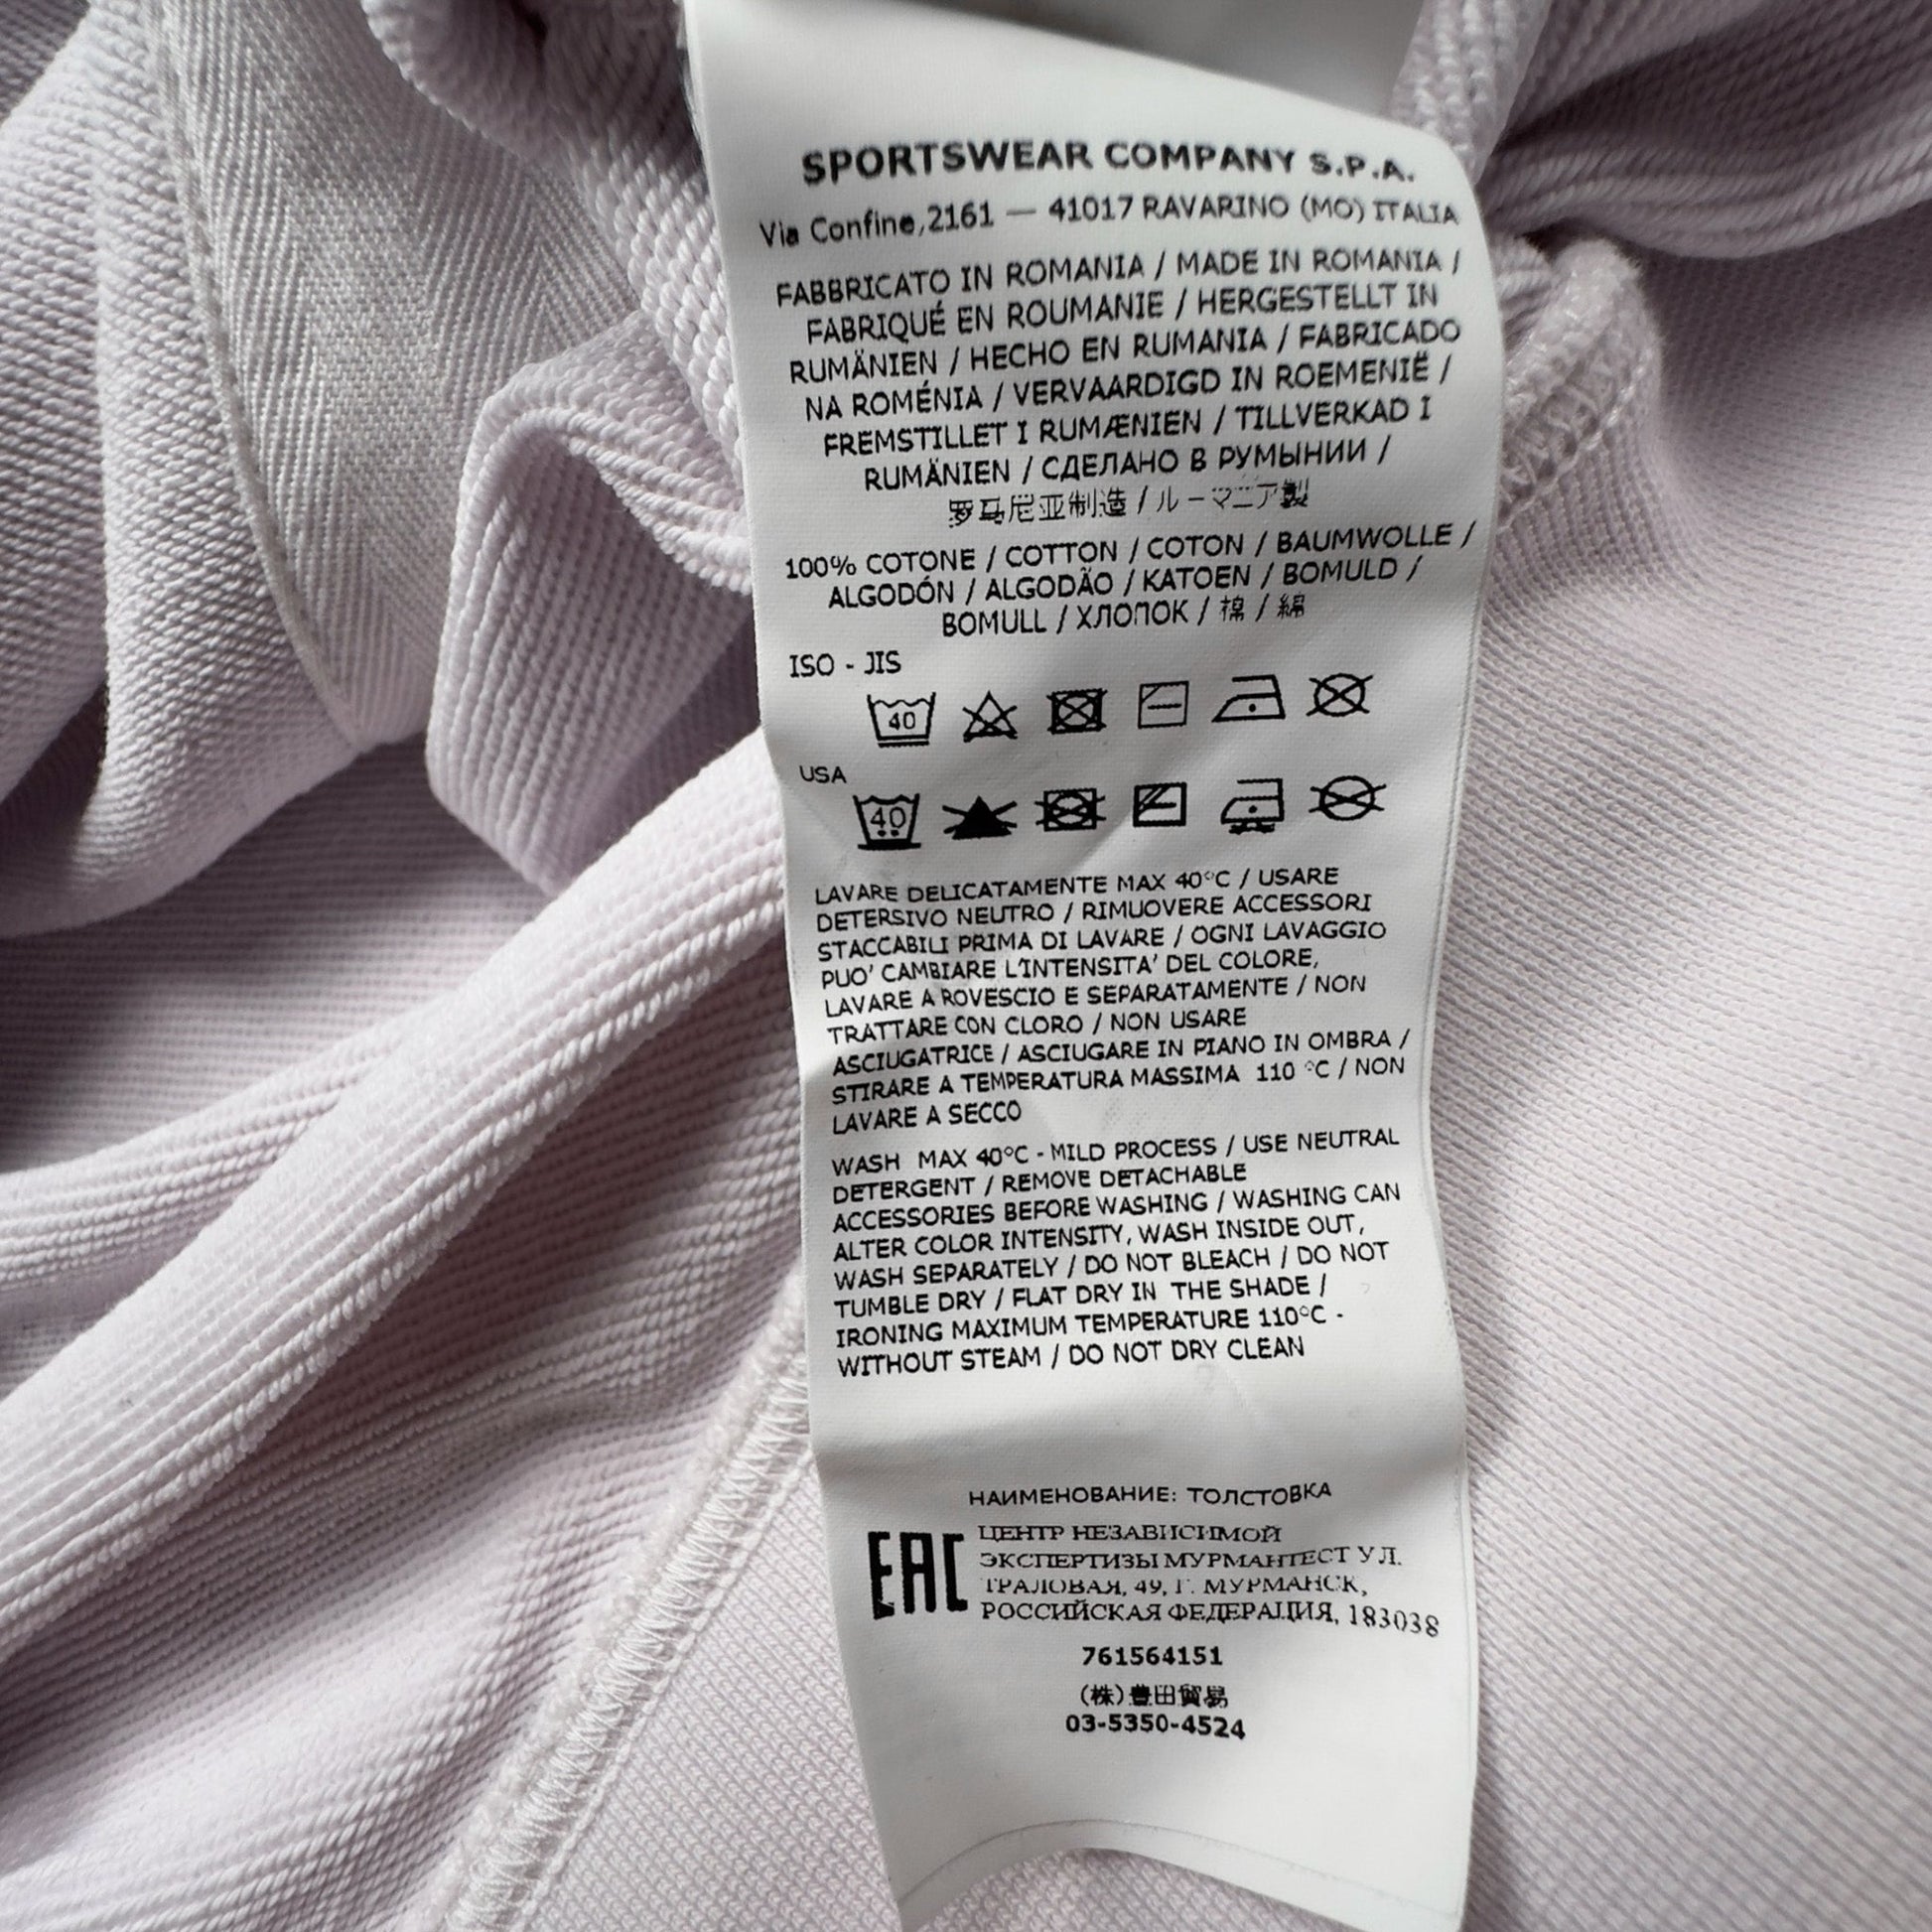 SPORTSWEAR COMPANY S.P.A.
Via Confine,2161 — 41017 RAVARINO (MO) ITALIA
FABBRICATO IN ROMANIA / MADE IN ROMANIA /
FABRIQUÉ EN ROUMANIE / HERGESTELLT IN
RUMÄNIEN / HECHO EN RUMANIA / FABRICADO
NA ROMÉNIA / VERVAARDIGD IN ROEMENIË /
FREMSTILLET I RUMÆNIEN / TILLVERKAD I
RUMÄNIEN / СДЕЛАНО В РУМЫНИИ /
罗马尼亚制造 / ルーマニア製
100% COTONE / COTTON / COTON / BAUMWOLLE /
ALGODÓN / ALGODÃO / KATOEN / BOMULD /
BOMULL / ХЛОПОК / 棉 / 綿
ISO - JIS
40
USA
40
LAVARE DELICATAMENTE MAX 40°C / USARE
DETERSIVO NEUTRO / RIMUOVERE ACCESSORI
STACCABILI PRIMA DI LAVARE / OGNI LAVAGGIO
PUO' CAMBIARE L'INTENSITA' DEL COLORE,
LAVARE A ROVESCIO E SEPARATAMENTE / NON
TRATTARE CON CLORO / NON USARE
ASCIUGATRICE / ASCIUGARE IN PIANO IN OMBRA /
STIRARE A TEMPERATURA MASSIMA 110 °C / NON
LAVARE A SECCO
WASH MAX 40°C - MILD PROCESS / USE NEUTRAL
DETERGENT / REMOVE DETACHABLE
ACCESSORIES BEFORE WASHING / WASHING CAN
ALTER COLOR INTENSITY, WASH INSIDE OUT,
WASH SEPARATELY / DO NOT BLEACH / DO NOT
TUMBLE DRY / FLAT DRY IN THE SHADE /
IRONING MAXIMUM TEMPERATURE 110°C -
WITHOUT STEAM / DO NOT DRY CLEAN
НАИМЕНОВАНИЕ: ТОЛСТОВКА
EAC
ЦЕНТР НЕЗАВИСИМОЙ
ЭКСПЕРТИЗЫ МУРМАНТЕСТ УЛ.
ТРАЛОВАЯ, 49, Г. МУРМАНСК,
РОССИЙСКАЯ ФЕДЕРАЦИЯ, 183038
761564151
(株)豊田貿易
03-5350-4524